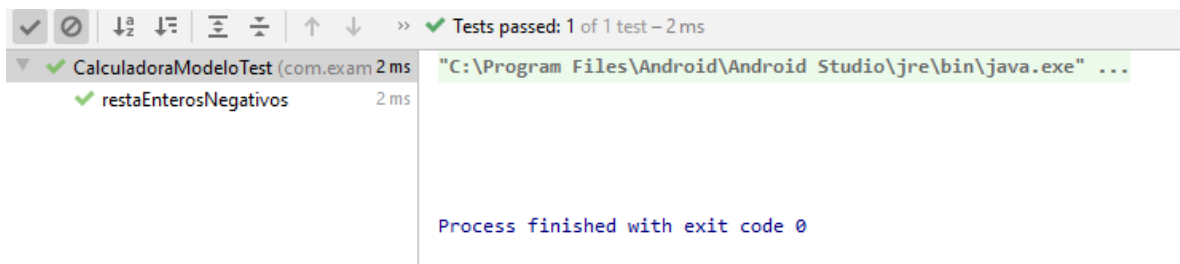 » Tests passed: 1 of 1 test – 2 ms
CalculadoraModeloTest (com.exam 2 ms
restaEnterosNegativos 2 ms
"C:\Program Files\Android\Android Studio\jre\bin\java.exe" ...
Process finished with exit code 0